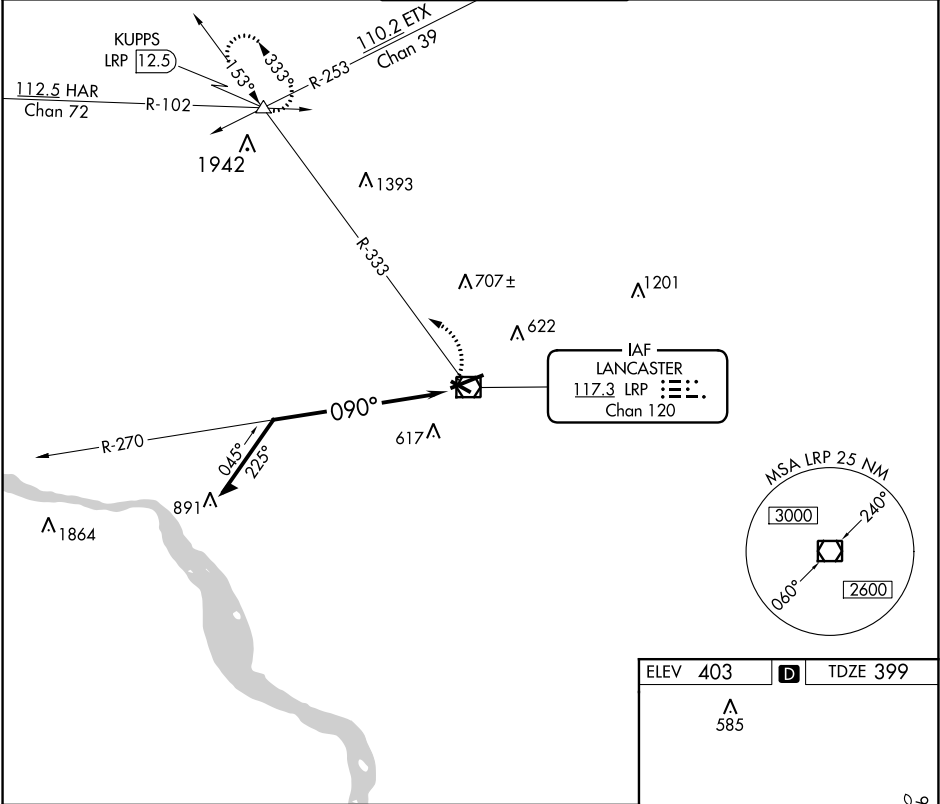 KUPPS
LRP 12.5
110.2 ETX
Chan 39
R-253
153°
333°
112.5 HAR
Chan 72
R-102
1942
1393
R-333
707±
1201
622
IAF
LANCASTER
117.3 LRP
Chan 120
090°
R-270
617
045°
225°
891
1864
MSA LRP 25 NM
3000
240°
060°
2600
ELEV 403
D
TDZE 399
585